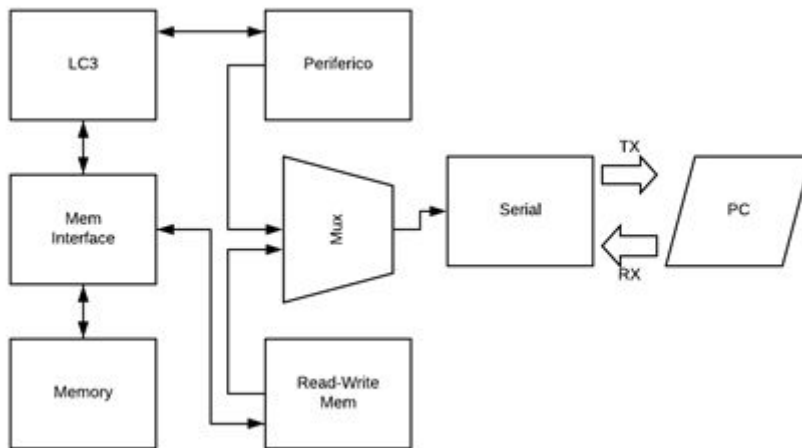 LC3
Periferico
Mem
Interface
Mux
Serial
TX
RX
PC
Memory
Read-Write
Mem